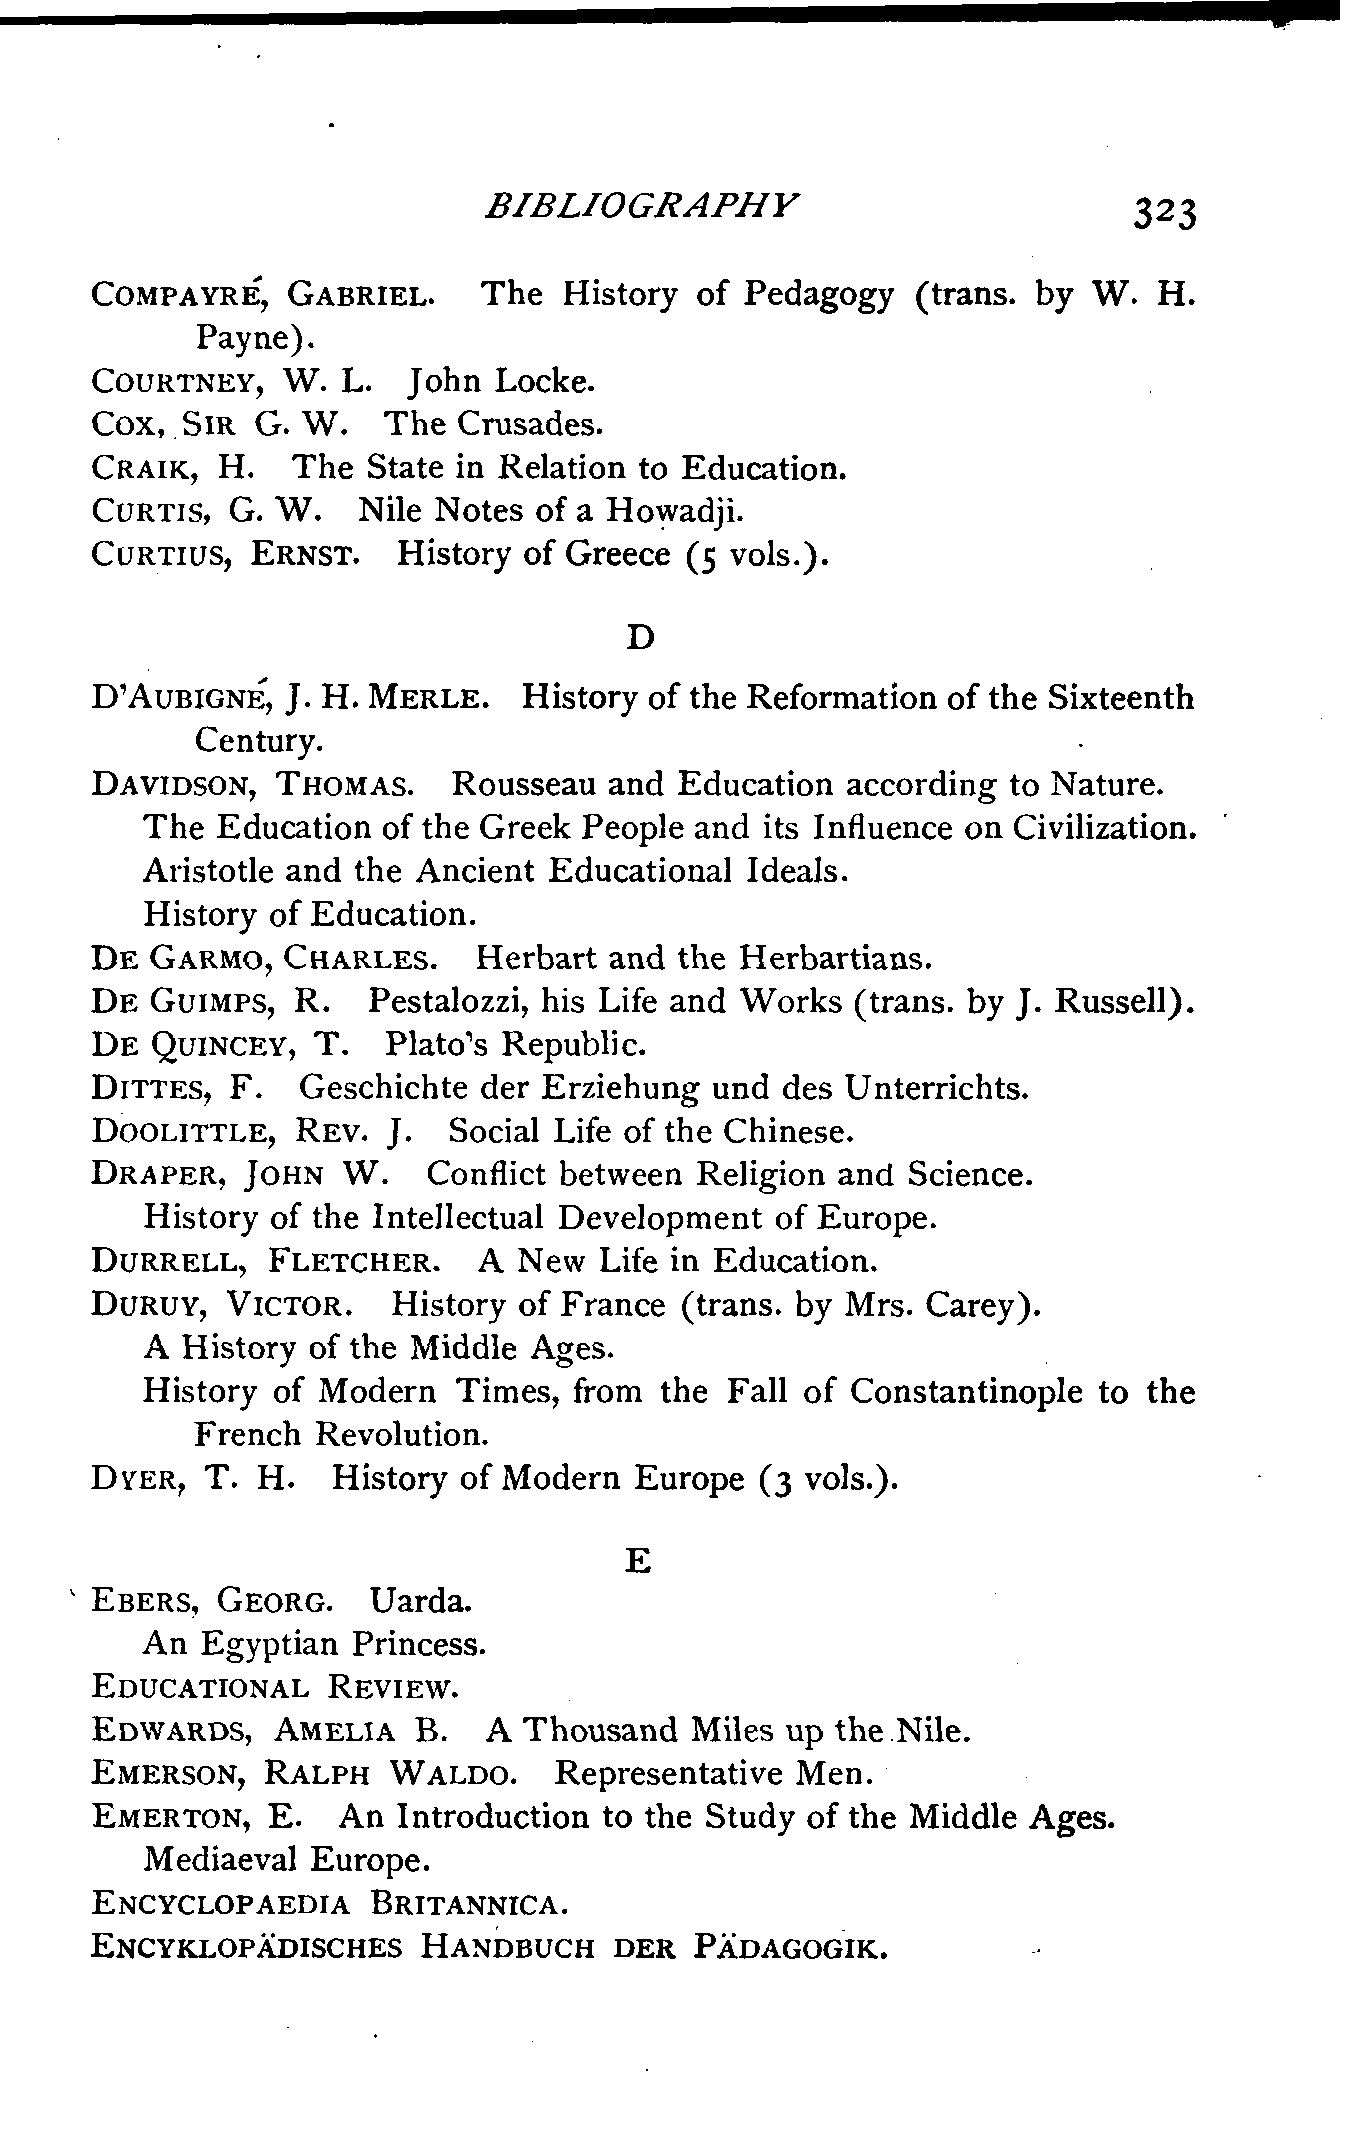 BIBLIOGRAPHY 323
COMPAYRÉ, GABRIEL. The History of Pedagogy (trans. by W. H.
Payne).
COURTNEY, W. L. John Locke.
COX, SIR G. W. The Crusades.
CRAIK, H. The State in Relation to Education.
CURTIS, G. W. Nile Notes of a Howadji.
CURTIUS, ERNST. History of Greece (5 vols.).
D
D'AUBIGNÉ, J. H. MERLE. History of the Reformation of the Sixteenth
Century.
DAVIDSON, THOMAS. Rousseau and Education according to Nature.
The Education of the Greek People and its Influence on Civilization.
Aristotle and the Ancient Educational Ideals.
History of Education.
DE GARMO, CHARLES. Herbart and the Herbartians.
DE GUIMPS, R. Pestalozzi, his Life and Works (trans. by J. Russell).
DE QUINCEY, T. Plato's Republic.
DITTES, F. Geschichte der Erziehung und des Unterrichts.
DOOLITTLE, REV. J. Social Life of the Chinese.
DRAPER, JOHN W. Conflict between Religion and Science.
History of the Intellectual Development of Europe.
DURRELL, FLETCHER. A New Life in Education.
DURUY, VICTOR. History of France (trans. by Mrs. Carey).
A History of the Middle Ages.
History of Modern Times, from the Fall of Constantinople to the
French Revolution.
DYER, T. H. History of Modern Europe (3 vols.).
E
EBERS, GEORG. Uarda.
An Egyptian Princess.
EDUCATIONAL REVIEW.
EDWARDS, AMELIA B. A Thousand Miles up the Nile.
EMERSON, RALPH WALDO. Representative Men.
EMERTON, E. An Introduction to the Study of the Middle Ages.
Mediaeval Europe.
ENCYCLOPAEDIA BRITANNICA.
ENCYKLOPÄDISCHES HANDBUCH DER PÄDAGOGIK.